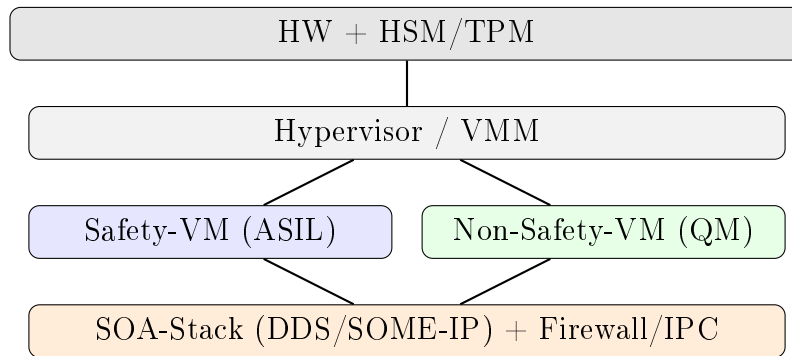 HW + HSM/TPM
Hypervisor / VMM
Safety-VM (ASIL)
Non-Safety-VM (QM)
SOA-Stack (DDS/SOME-IP) + Firewall/IPC